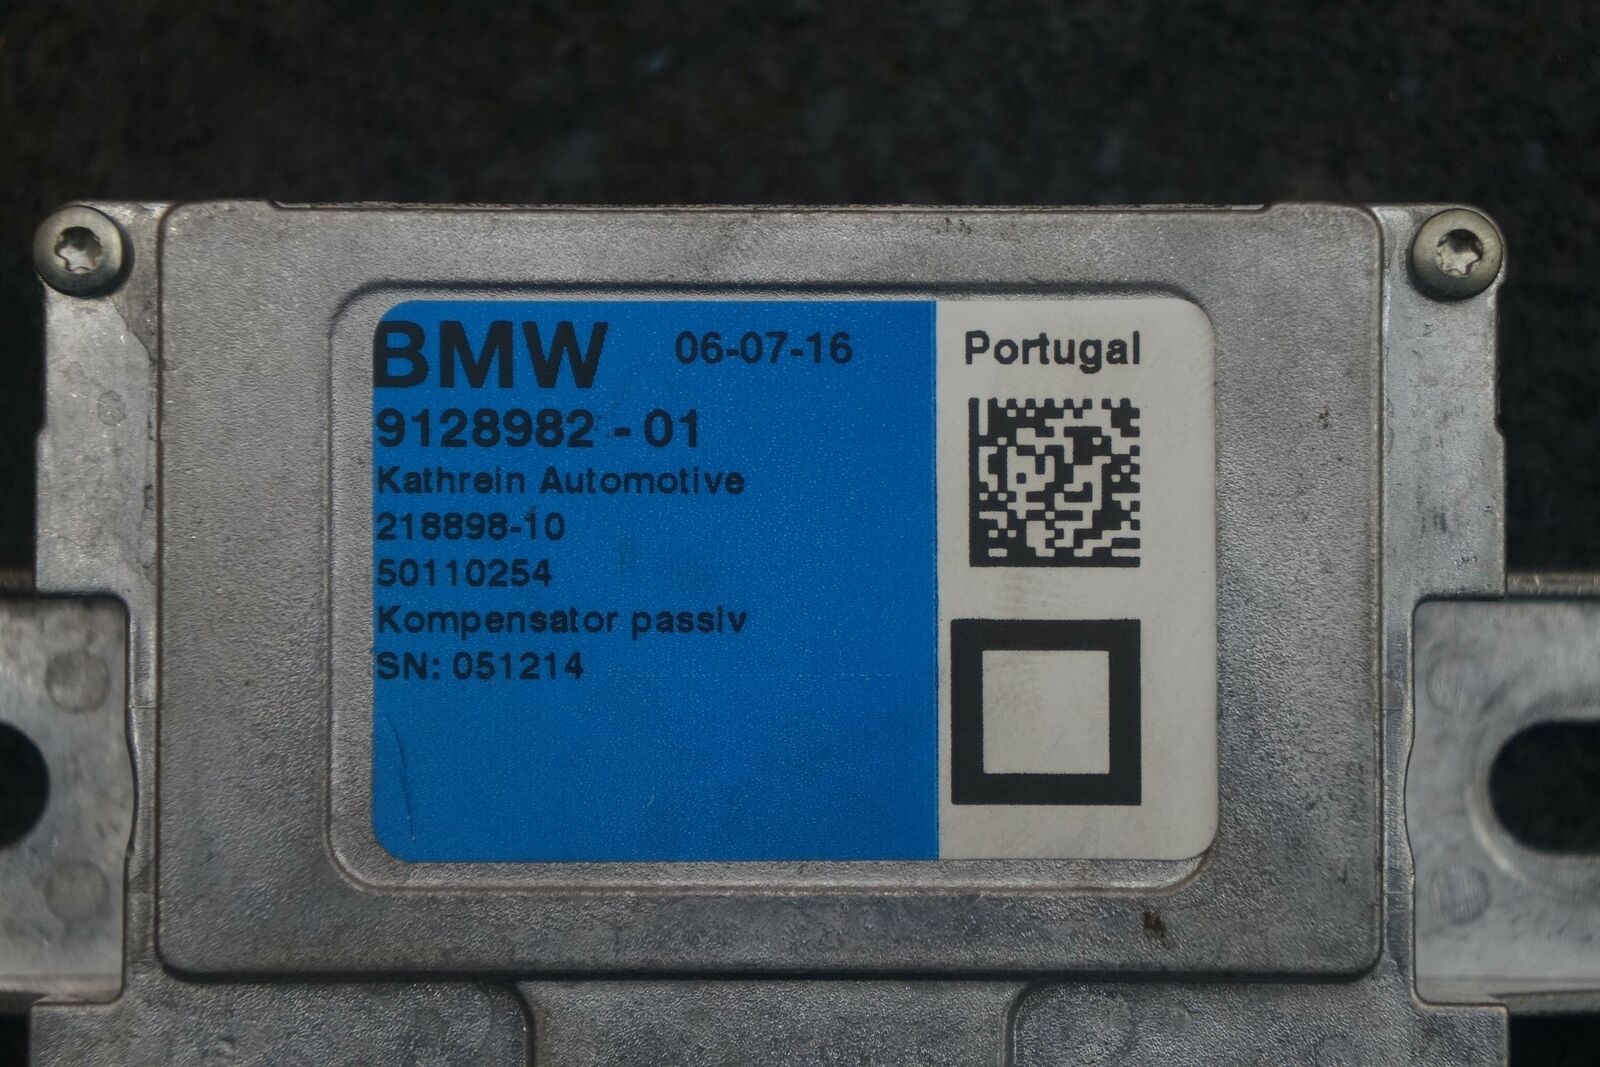 BMW 06-07-16 Portugal
9128982 - 01
Kathrein Automotive
218898-10
50110254
Kompensator passiv
SN: 051214